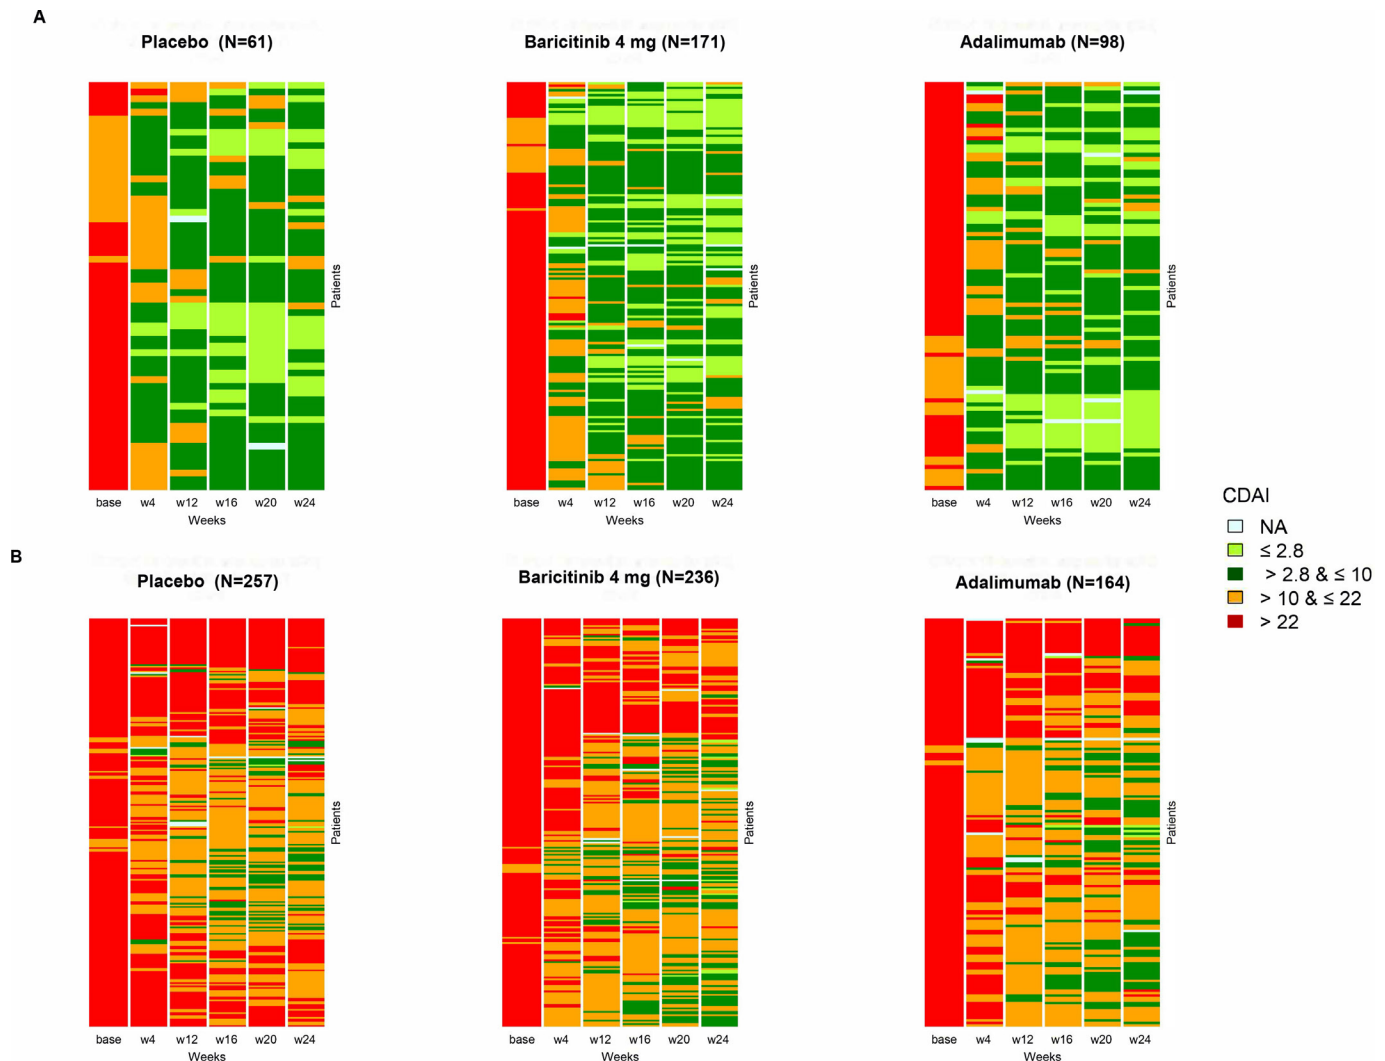 A
Placebo (N=61)
Baricitinib 4 mg (N=171)
Adalimumab (N=98)
Patients
Patients
Patients
base w4 w12 w16 w20 w24
Weeks
base w4 w12 w16 w20 w24
Weeks
base w4 w12 w16 w20 w24
Weeks
CDAI
NA
≤ 2.8
> 2.8 & ≤ 10
> 10 & ≤ 22
> 22
B
Placebo (N=257)
Baricitinib 4 mg (N=236)
Adalimumab (N=164)
Patients
Patients
Patients
base w4 w12 w16 w20 w24
Weeks
base w4 w12 w16 w20 w24
Weeks
base w4 w12 w16 w20 w24
Weeks